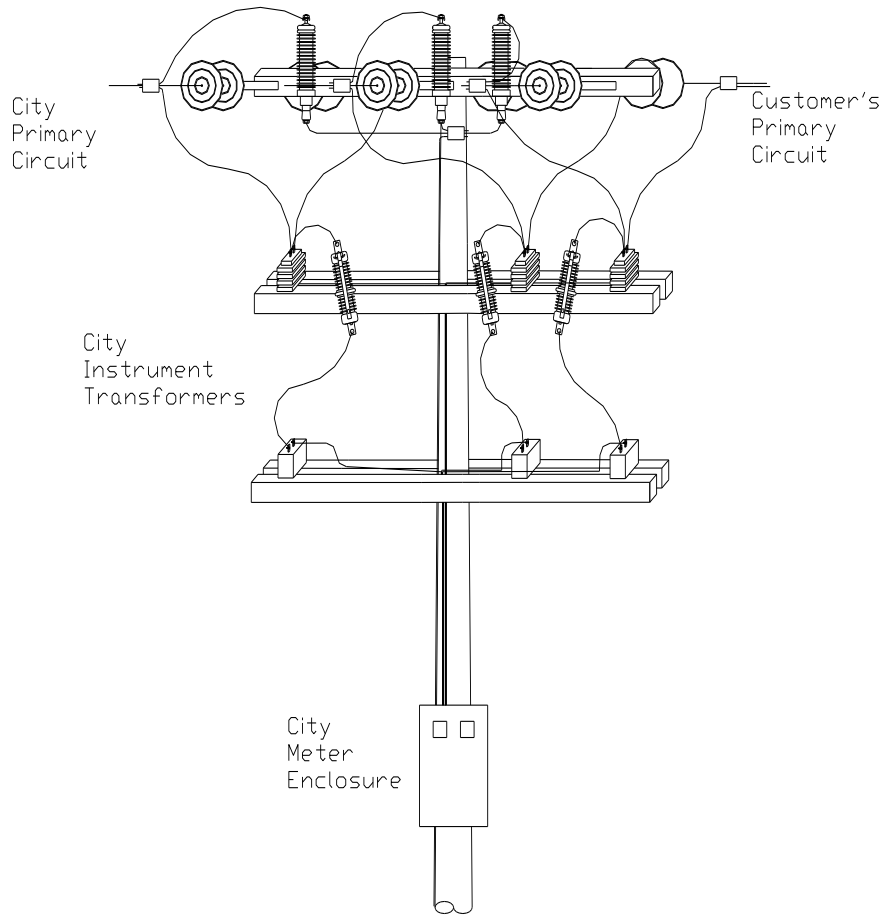 City
Primary
Circuit
Customer's
Primary
Circuit
City
Instrument
Transformers
City
Meter
Enclosure